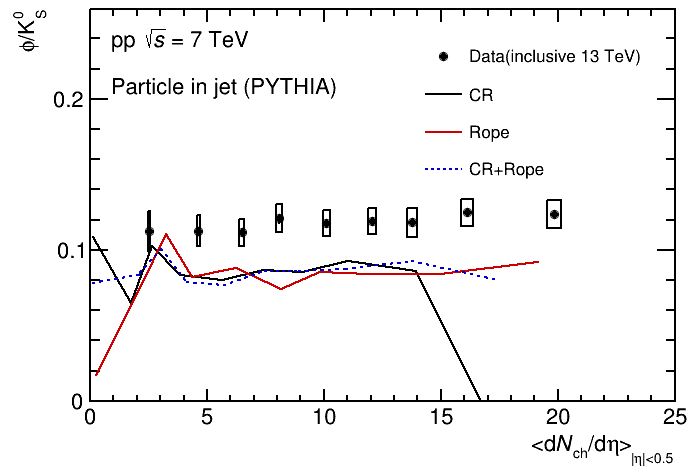 ϕ/K⁰S
pp √s = 7 TeV
Particle in jet (PYTHIA)
Data(inclusive 13 TeV)
CR
Rope
CR+Rope
0.2
0.1
0
0 5 10 15 20 25
<dNch/dη>|η|<0.5